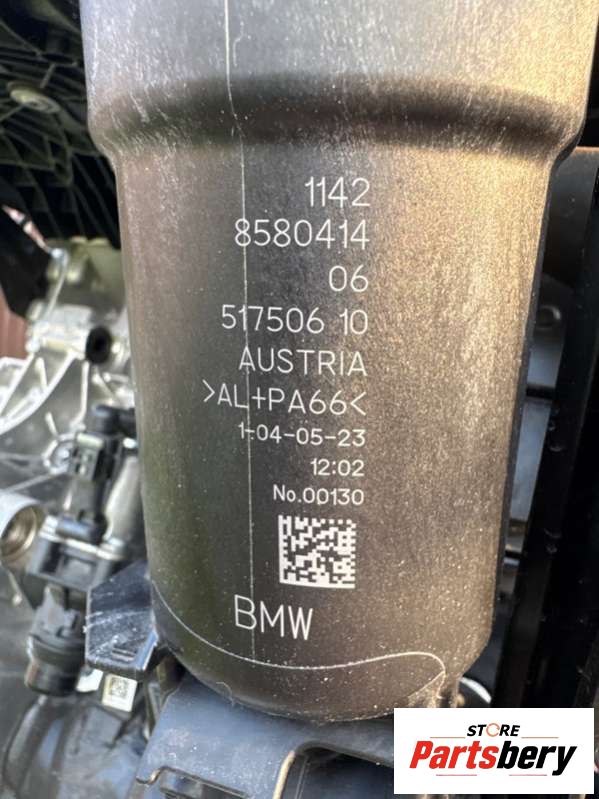 1142
8580414
06
517506 10
AUSTRIA
>AL+PA66<
1-04-05-23
12:02
No.00130
BMW
STORE
Partsbery